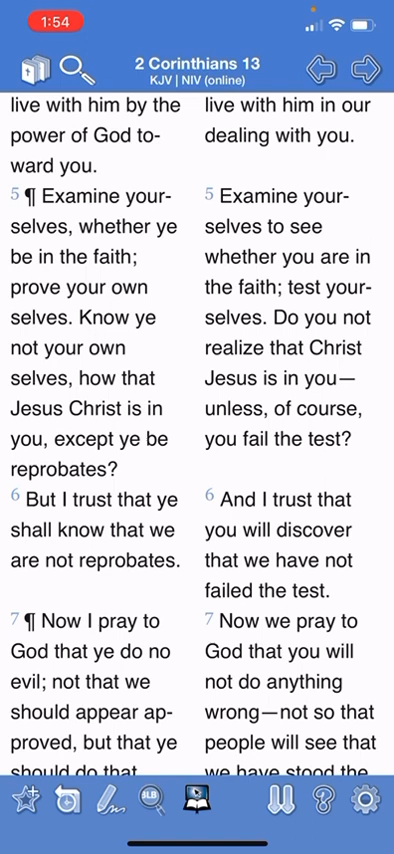 1:54
2 Corinthians 13
KJV | NIV (online)
live with him by the
power of God to-
ward you.
5 ¶ Examine your-
selves, whether ye
be in the faith;
prove your own
selves. Know ye
not your own
selves, how that
Jesus Christ is in
you, except ye be
reprobates?
6 But I trust that ye
shall know that we
are not reprobates.
7 ¶ Now I pray to
God that ye do no
evil; not that we
should appear ap-
proved, but that ye
should do that
live with him in our
dealing with you.
5 Examine your-
selves to see
whether you are in
the faith; test your-
selves. Do you not
realize that Christ
Jesus is in you—
unless, of course,
you fail the test?
6 And I trust that
you will discover
that we have not
failed the test.
7 Now we pray to
God that you will
not do anything
wrong—not so that
people will see that
we have stood the
BLB